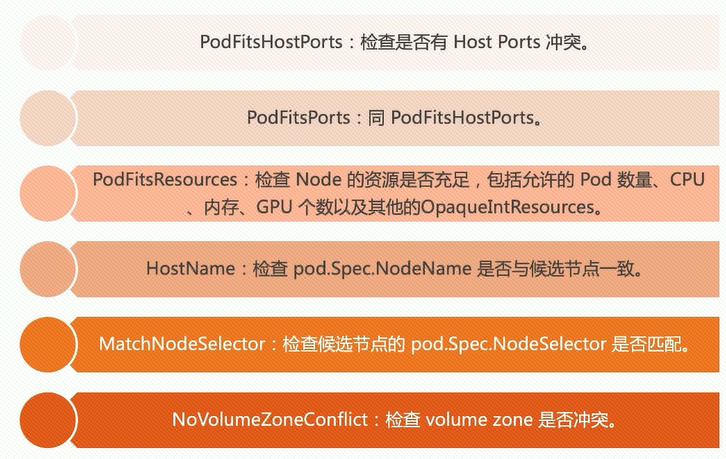 PodFitsHostPorts：检查是否有 Host Ports 冲突。
PodFitsPorts：同 PodFitsHostPorts。
PodFitsResources：检查 Node 的资源是否充足，包括允许的 Pod 数量、CPU
、内存、GPU 个数以及其他的OpaqueIntResources。
HostName：检查 pod.Spec.NodeName 是否与候选节点一致。
MatchNodeSelector：检查候选节点的 pod.Spec.NodeSelector 是否匹配。
NoVolumeZoneConflict：检查 volume zone 是否冲突。